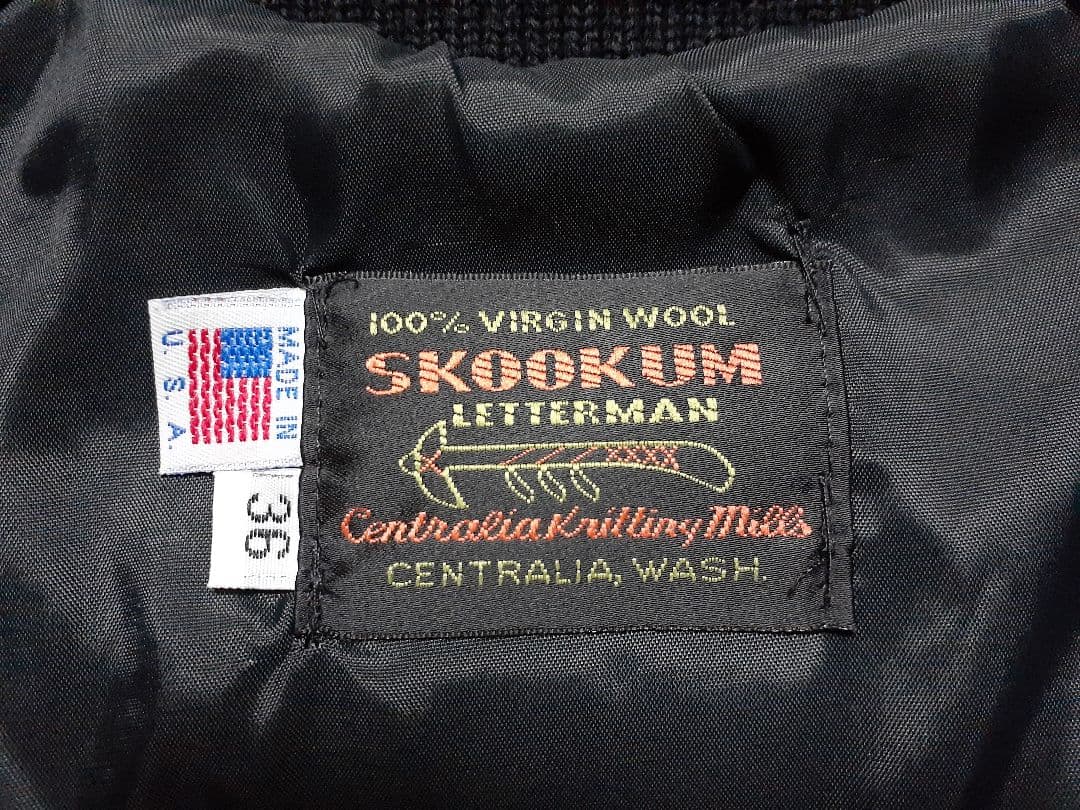 100% VIRGIN WOOL
SKOOKUM
LETTERMAN
Centralia Knitting Mills
CENTRALIA, WASH.
MADE IN
U.S.A.
36